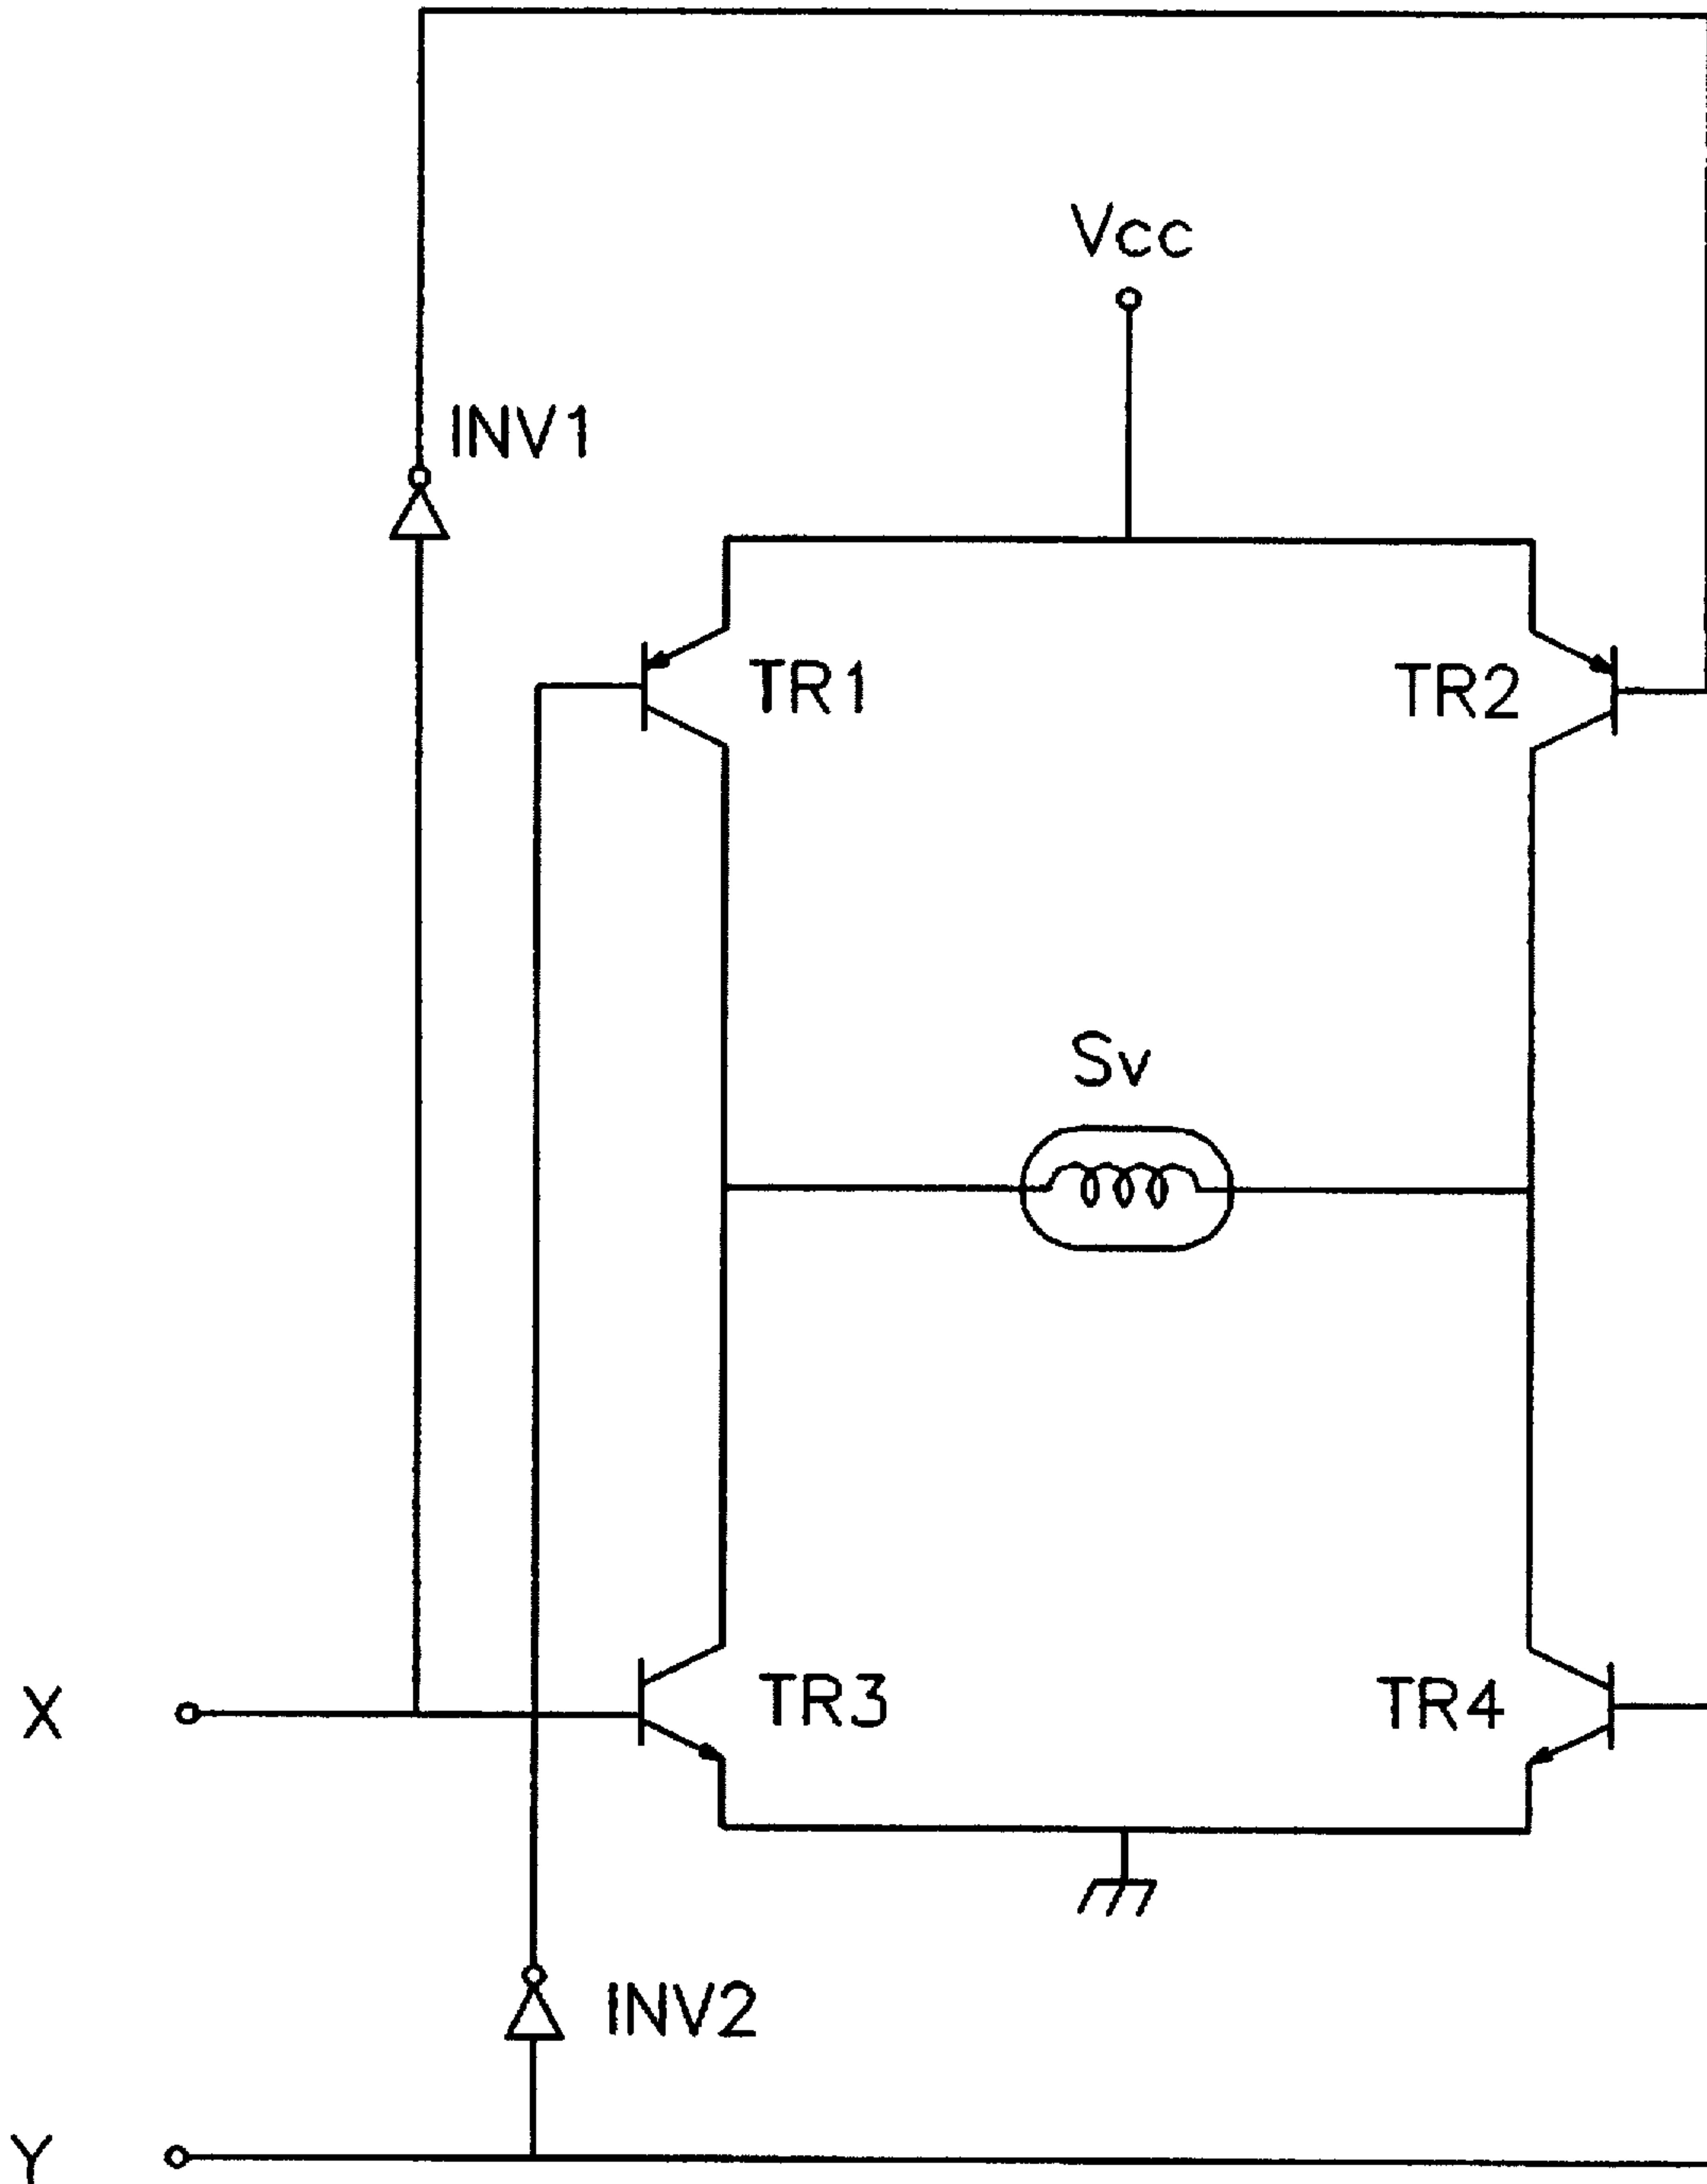 Vcc
INV1
TR1
TR2
Sv
X
TR3
TR4
INV2
Y